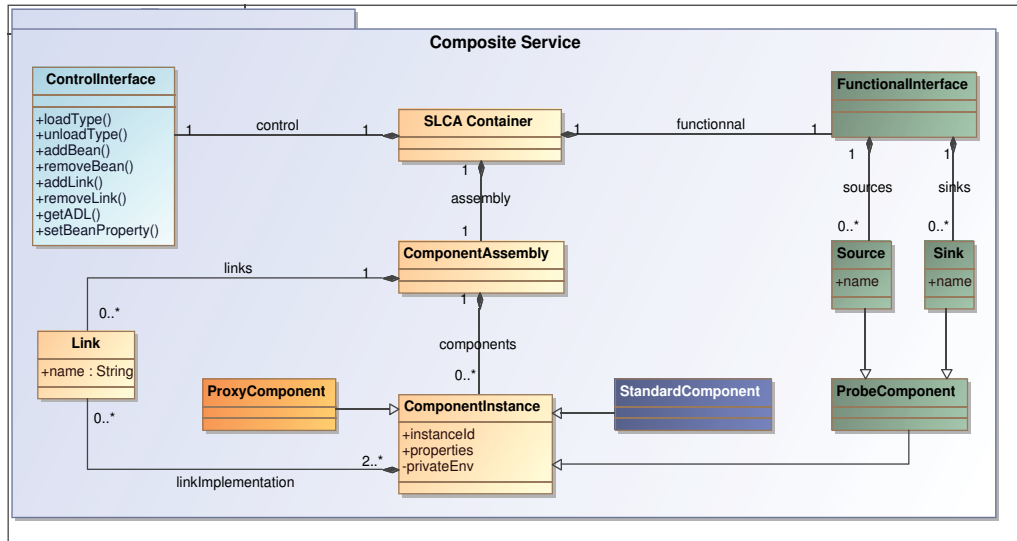 Composite Service
ControlInterface
+loadType()
+unloadType()
+addBean()
+removeBean()
+addLink()
+removeLink()
+getADL()
+setBeanProperty()
1
control
1
SLCA Container
1
functionnal
1
FunctionalInterface
1
assembly
1
1
sources
0..*
1
sinks
0..*
ComponentAssembly
Source
+name
Sink
+name
links
1
0..*
1
components
0..*
Link
+name : String
0..*
ProxyComponent
ComponentInstance
+instanceId
+properties
-privateEnv
StandardComponent
ProbeComponent
2..*
linkImplementation